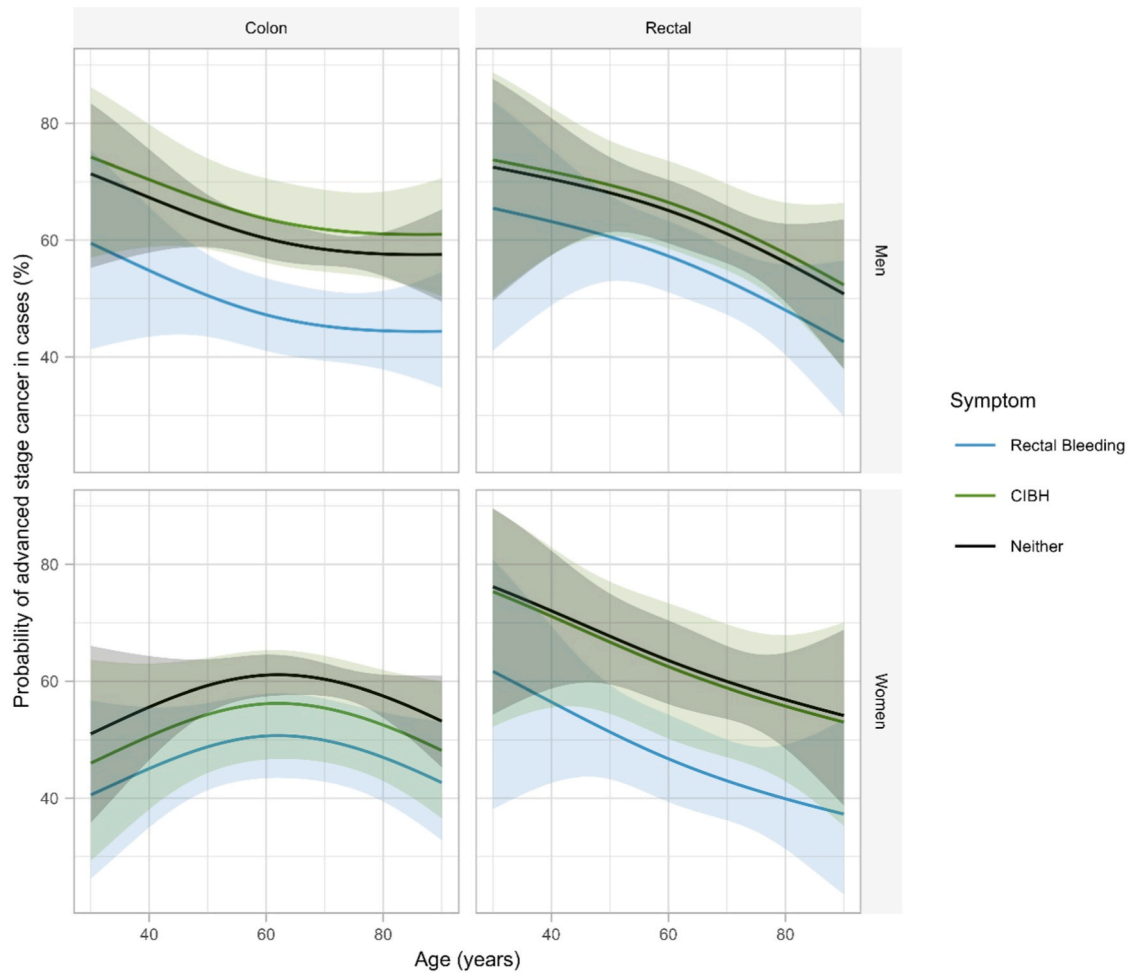 Colon
Rectal
Probability of advanced stage cancer in cases (%)
80
60
40
Men
80
60
40
Women
40
60
80
40
60
80
Age (years)
Symptom
Rectal Bleeding
CIBH
Neither